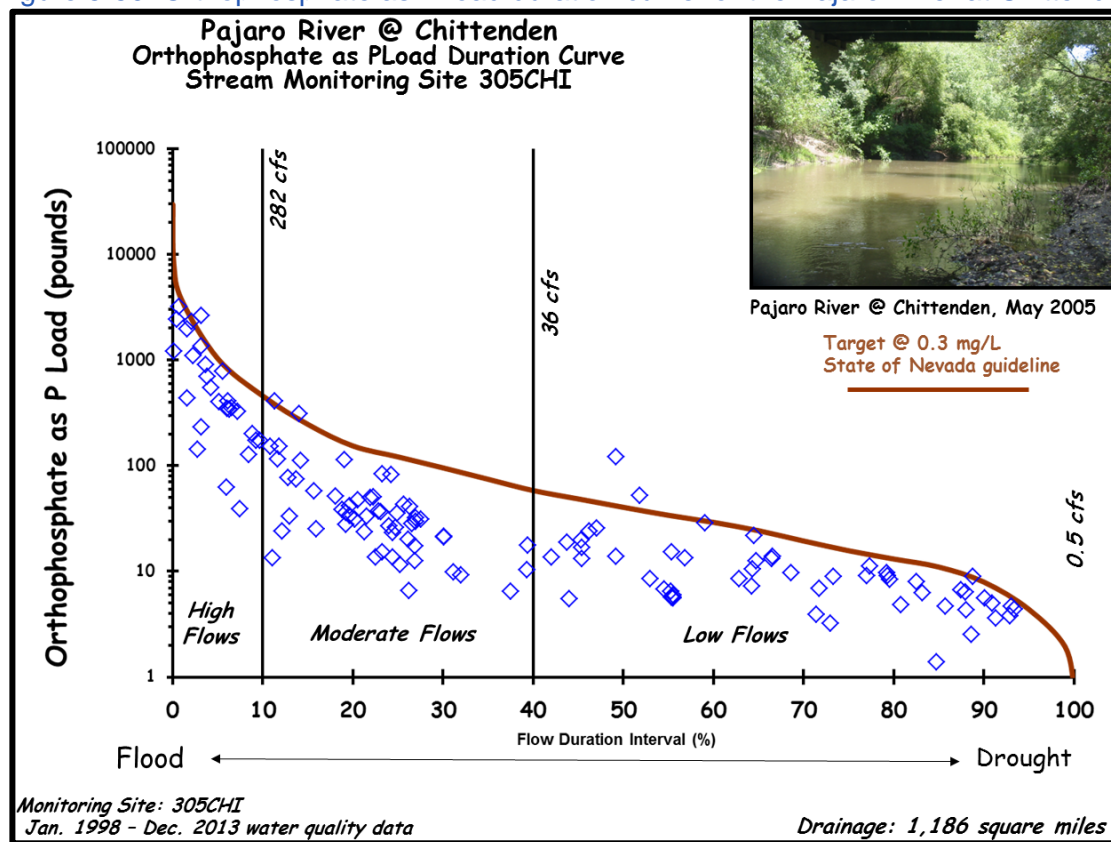 Pajaro River @ Chittenden
Orthophosphate as PLoad Duration Curve
Stream Monitoring Site 305CHI
Orthophosphate as P Load (pounds)
100000
10000
1000
100
10
1
282 cfs
36 cfs
0.5 cfs
Pajaro River @ Chittenden, May 2005
Target @ 0.3 mg/L
State of Nevada guideline
High
Flows
Moderate Flows
Low Flows
0 10 20 30 40 50 60 70 80 90 100
Flow Duration Interval (%)
Flood
Drought
Monitoring Site: 305CHI
Jan. 1998 - Dec. 2013 water quality data
Drainage: 1,186 square miles